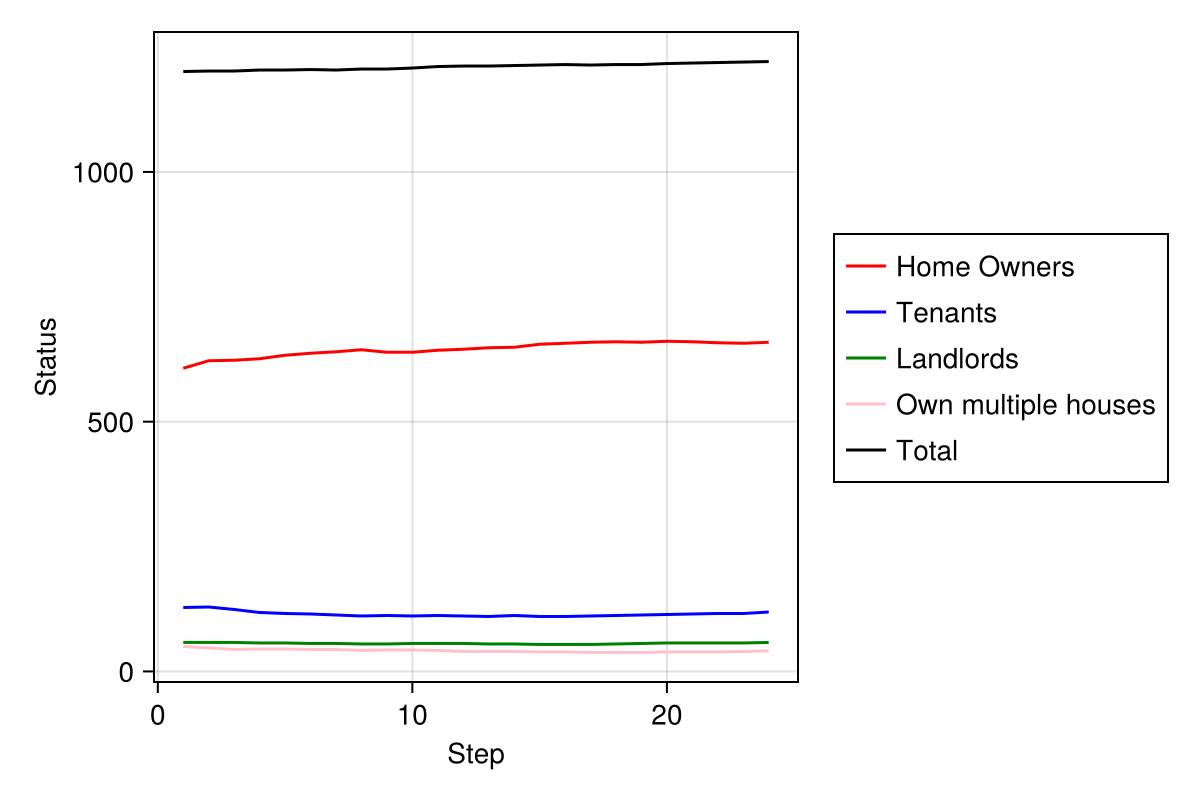 1000
500
0
0
10
20
Status
Step
Home Owners
Tenants
Landlords
Own multiple houses
Total